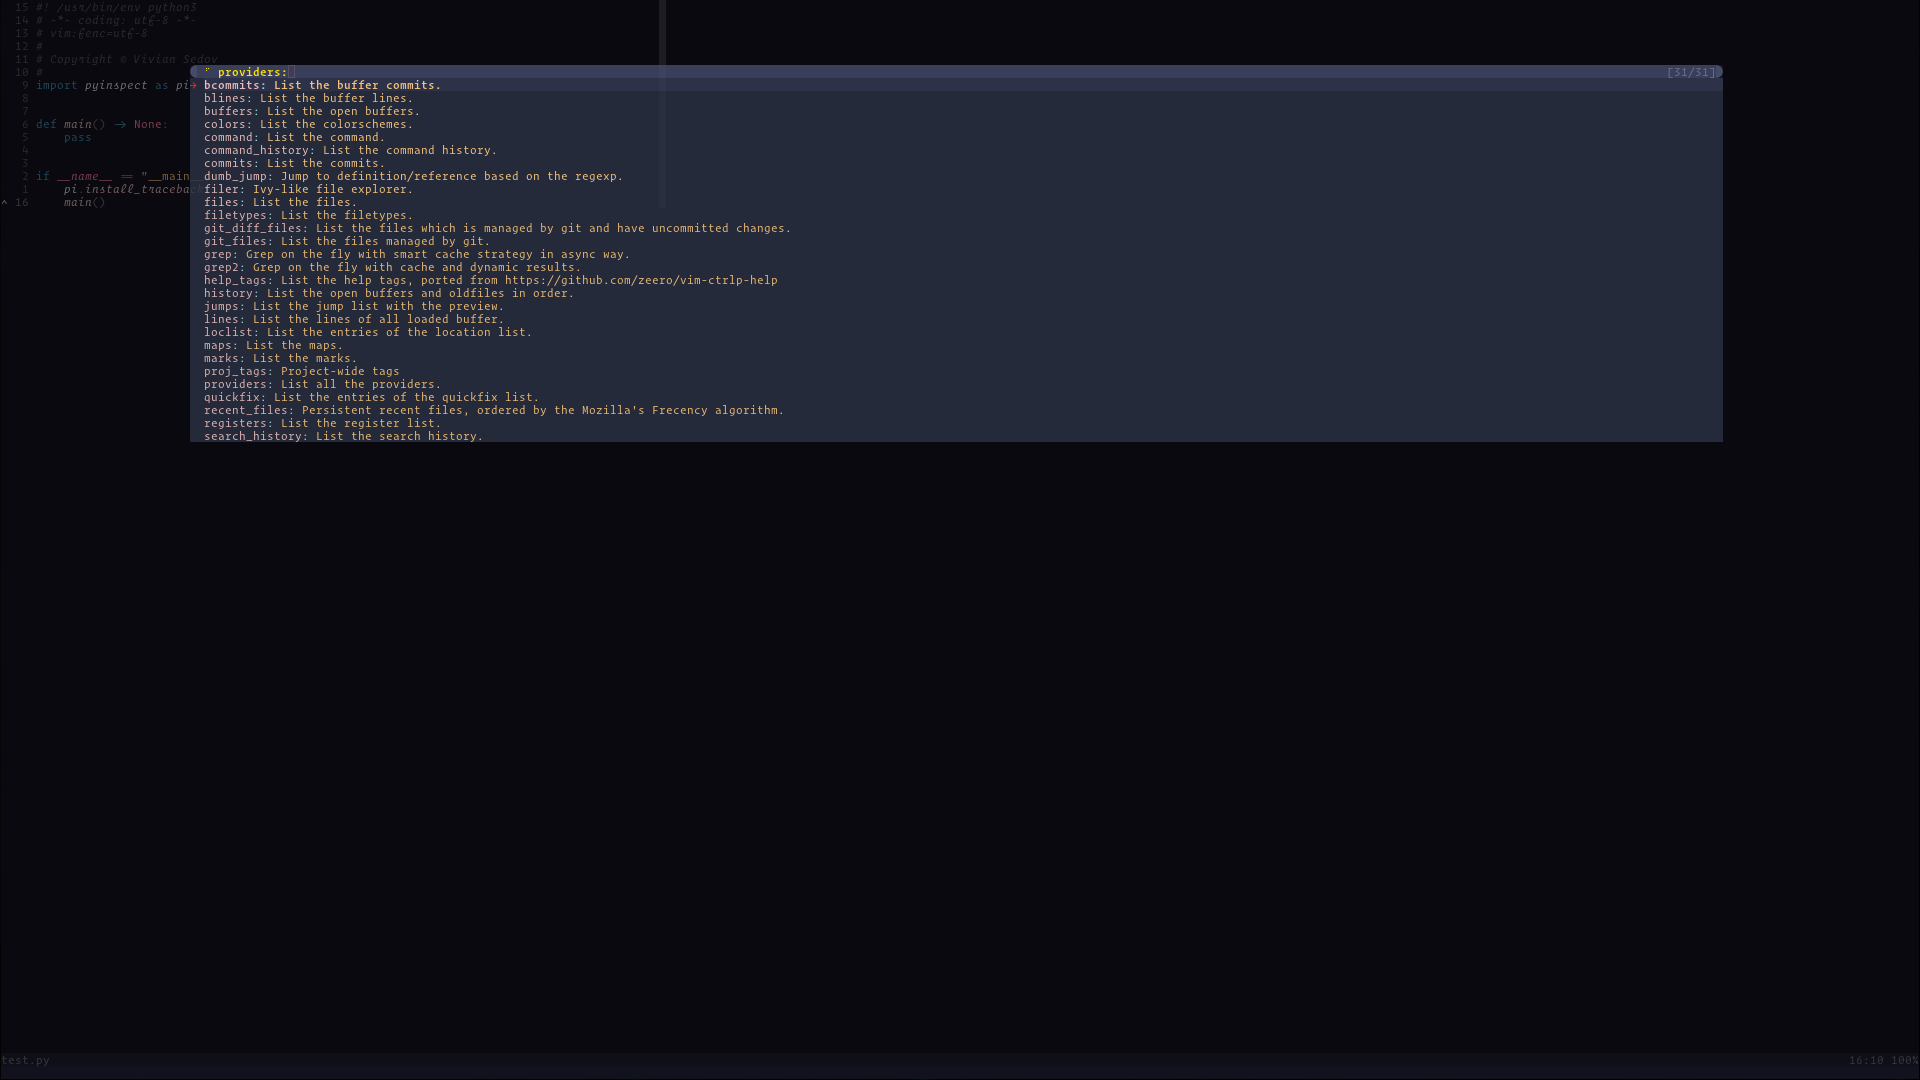 15 #! /usr/bin/env python3
14 # -*- coding: utf-8 -*-
13 # vim:fenc=utf-8
12 #
11 # Copyright © Vivian Sedov
10 #
9 import pyinspect as pi
8
7
6 def main() -> None:
5 pass
4
3
2 if __name__ == "__main
1 pi.install_traceba
^ 16 main()
providers: [31/31]
bcommits: List the buffer commits.
blines: List the buffer lines.
buffers: List the open buffers.
colors: List the colorschemes.
command: List the command.
command_history: List the command history.
commits: List the commits.
dumb_jump: Jump to definition/reference based on the regexp.
filer: Ivy-like file explorer.
files: List the files.
filetypes: List the filetypes.
git_diff_files: List the files which is managed by git and have uncommitted changes.
git_files: List the files managed by git.
grep: Grep on the fly with smart cache strategy in async way.
grep2: Grep on the fly with cache and dynamic results.
help_tags: List the help tags, ported from https://github.com/zeero/vim-ctrlp-help
history: List the open buffers and oldfiles in order.
jumps: List the jump list with the preview.
lines: List the lines of all loaded buffer.
loclist: List the entries of the location list.
maps: List the maps.
marks: List the marks.
proj_tags: Project-wide tags
providers: List all the providers.
quickfix: List the entries of the quickfix list.
recent_files: Persistent recent files, ordered by the Mozilla's Frecency algorithm.
registers: List the register list.
search_history: List the search history.
test.py 16:10 100%